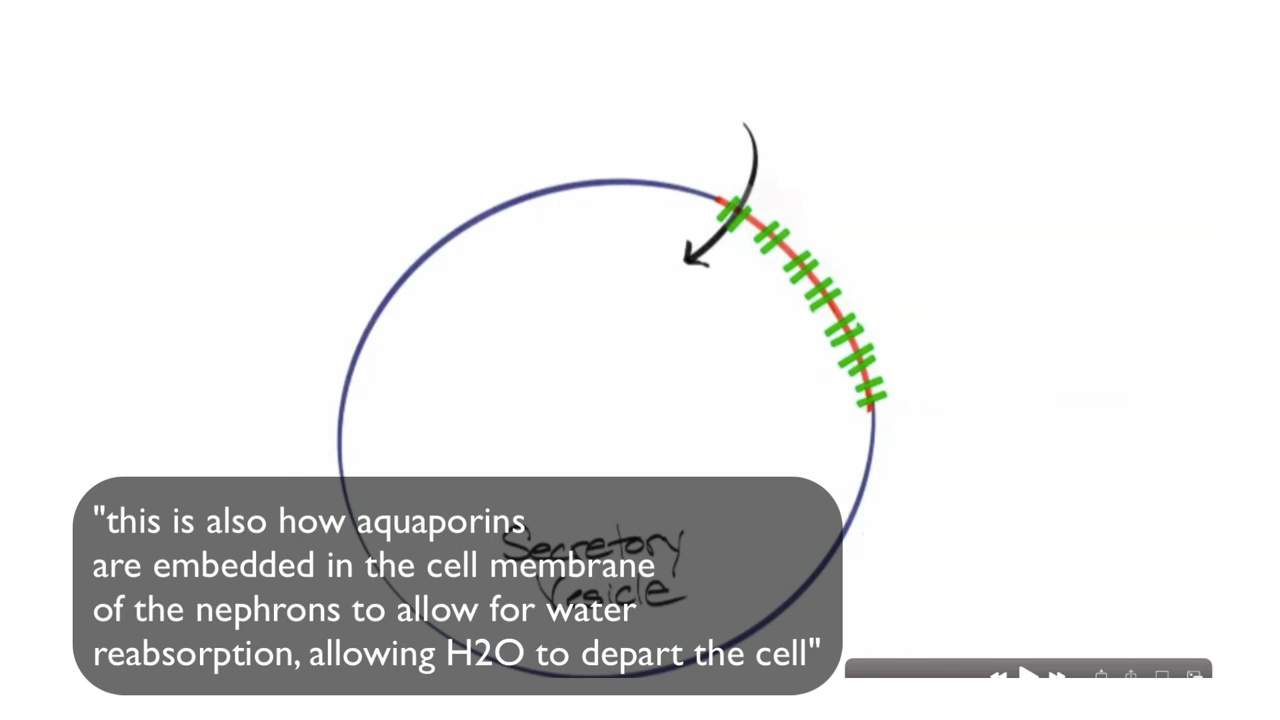 "this is also how aquaporins
are embedded in the cell membrane
of the nephrons to allow for water
reabsorption, allowing H2O to depart the cell"
Secretory
Vesicle